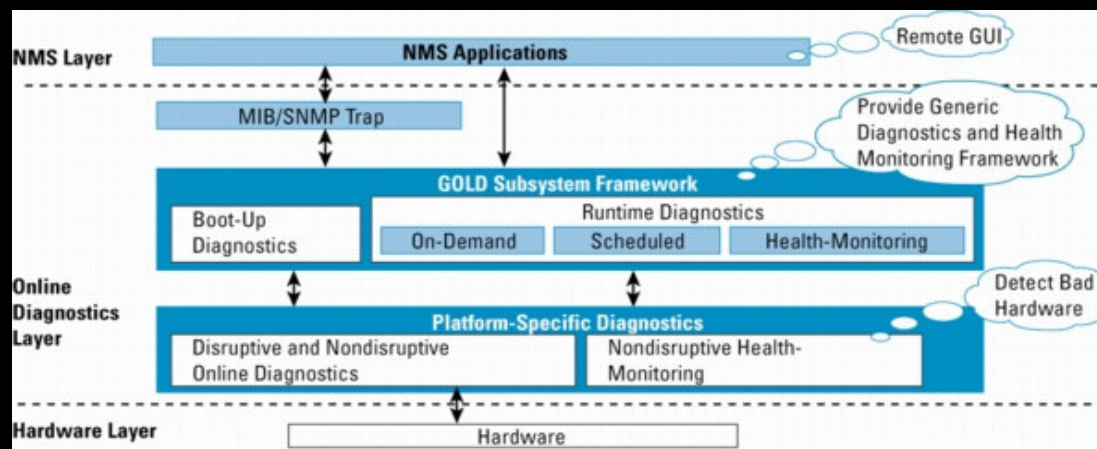 Remote GUI
NMS Layer
NMS Applications
MIB/SNMP Trap
Provide Generic
Diagnostics and Health
Monitoring Framework
GOLD Subsystem Framework
Boot-Up
Diagnostics
Runtime Diagnostics
On-Demand
Scheduled
Health-Monitoring
Online
Diagnostics
Layer
Detect Bad
Hardware
Platform-Specific Diagnostics
Disruptive and Nondisruptive
Online Diagnostics
Nondisruptive Health-
Monitoring
Hardware Layer
Hardware